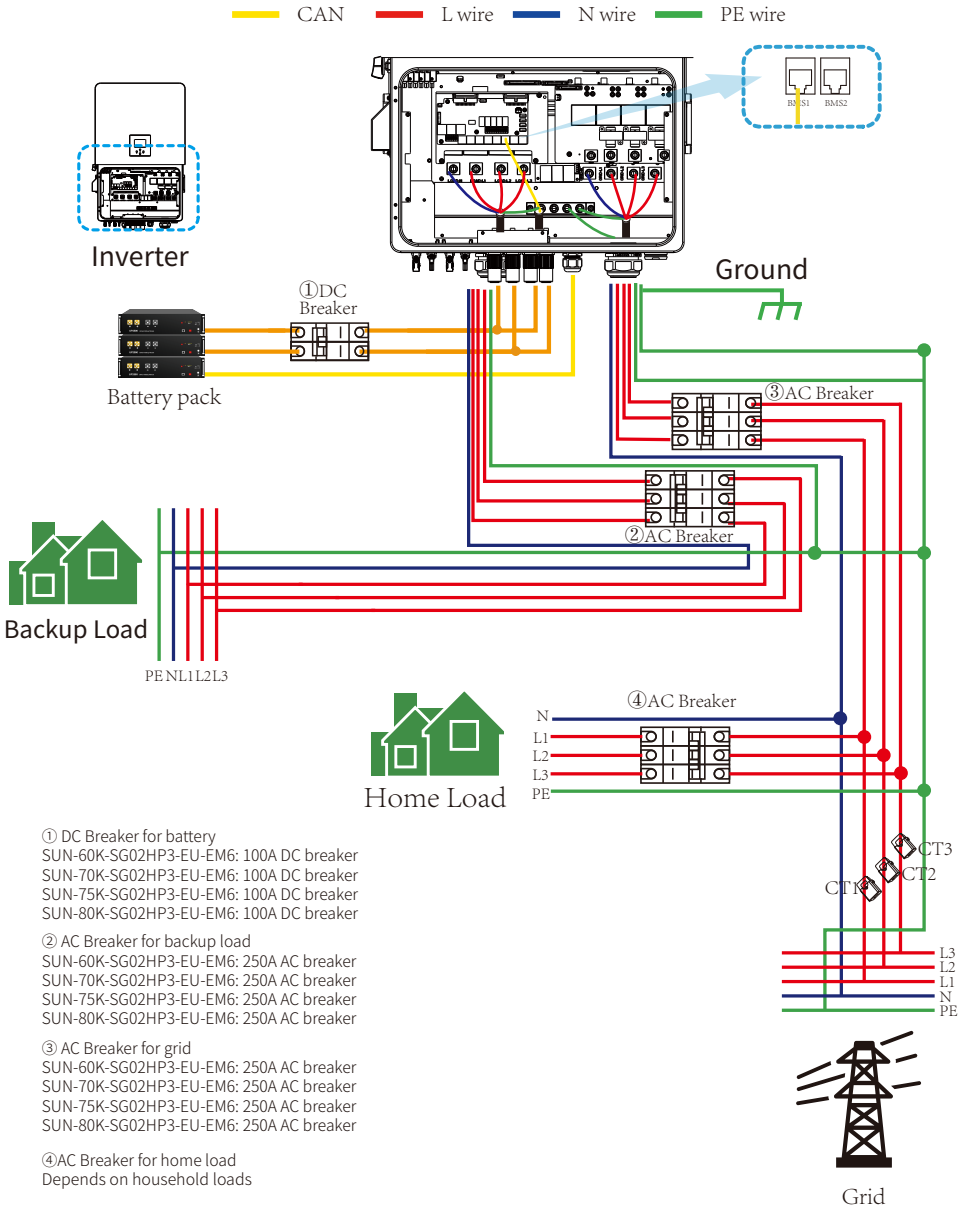 CAN L wire N wire PE wire
BMS1 BMS2
Inverter
Ground
①DC
Breaker
Battery pack
③AC Breaker
②AC Breaker
Backup Load
PE N L1 L2 L3
④AC Breaker
N
L1
L2
L3
PE
Home Load
① DC Breaker for battery
SUN-60K-SG02HP3-EU-EM6: 100A DC breaker
SUN-70K-SG02HP3-EU-EM6: 100A DC breaker
SUN-75K-SG02HP3-EU-EM6: 100A DC breaker
SUN-80K-SG02HP3-EU-EM6: 100A DC breaker
② AC Breaker for backup load
SUN-60K-SG02HP3-EU-EM6: 250A AC breaker
SUN-70K-SG02HP3-EU-EM6: 250A AC breaker
SUN-75K-SG02HP3-EU-EM6: 250A AC breaker
SUN-80K-SG02HP3-EU-EM6: 250A AC breaker
③ AC Breaker for grid
SUN-60K-SG02HP3-EU-EM6: 250A AC breaker
SUN-70K-SG02HP3-EU-EM6: 250A AC breaker
SUN-75K-SG02HP3-EU-EM6: 250A AC breaker
SUN-80K-SG02HP3-EU-EM6: 250A AC breaker
④AC Breaker for home load
Depends on household loads
CT3
CT2
CT1
L3
L2
L1
N
PE
Grid